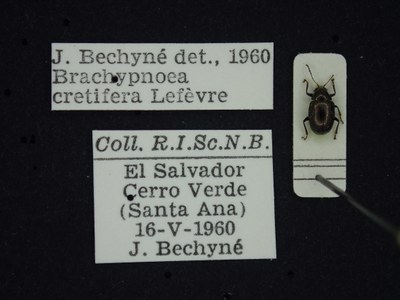 J. Bechyné det., 1960
Brachypnoea
cretifera Lefèvre
Coll. R.I.Sc.N.B.
El Salvador
Cerro Verde
(Santa Ana)
16-V-1960
J. Bechyné